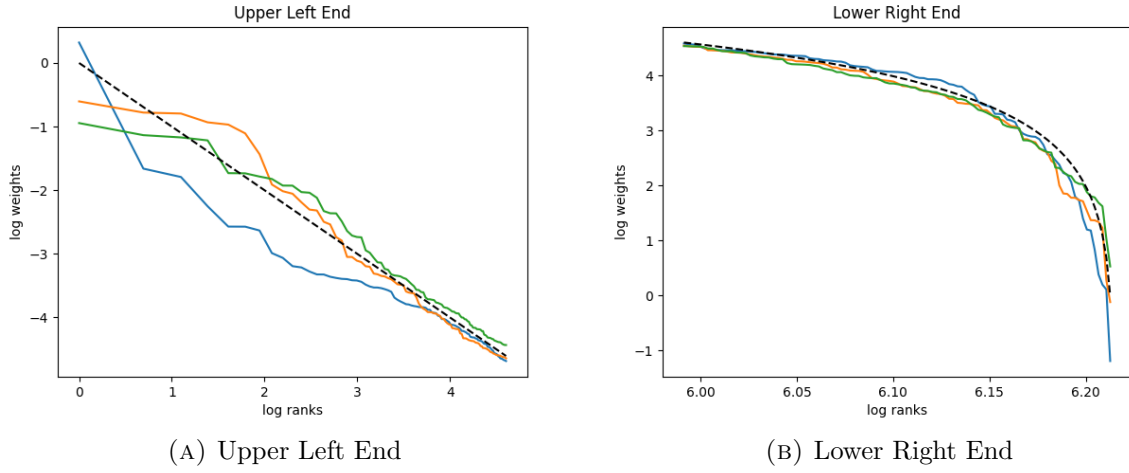 Upper Left End
0
−1
−2
−3
−4
log weights
0 1 2 3 4
log ranks
(A) Upper Left End
Lower Right End
4
3
2
1
0
−1
log weights
6.00 6.05 6.10 6.15 6.20
log ranks
(B) Lower Right End